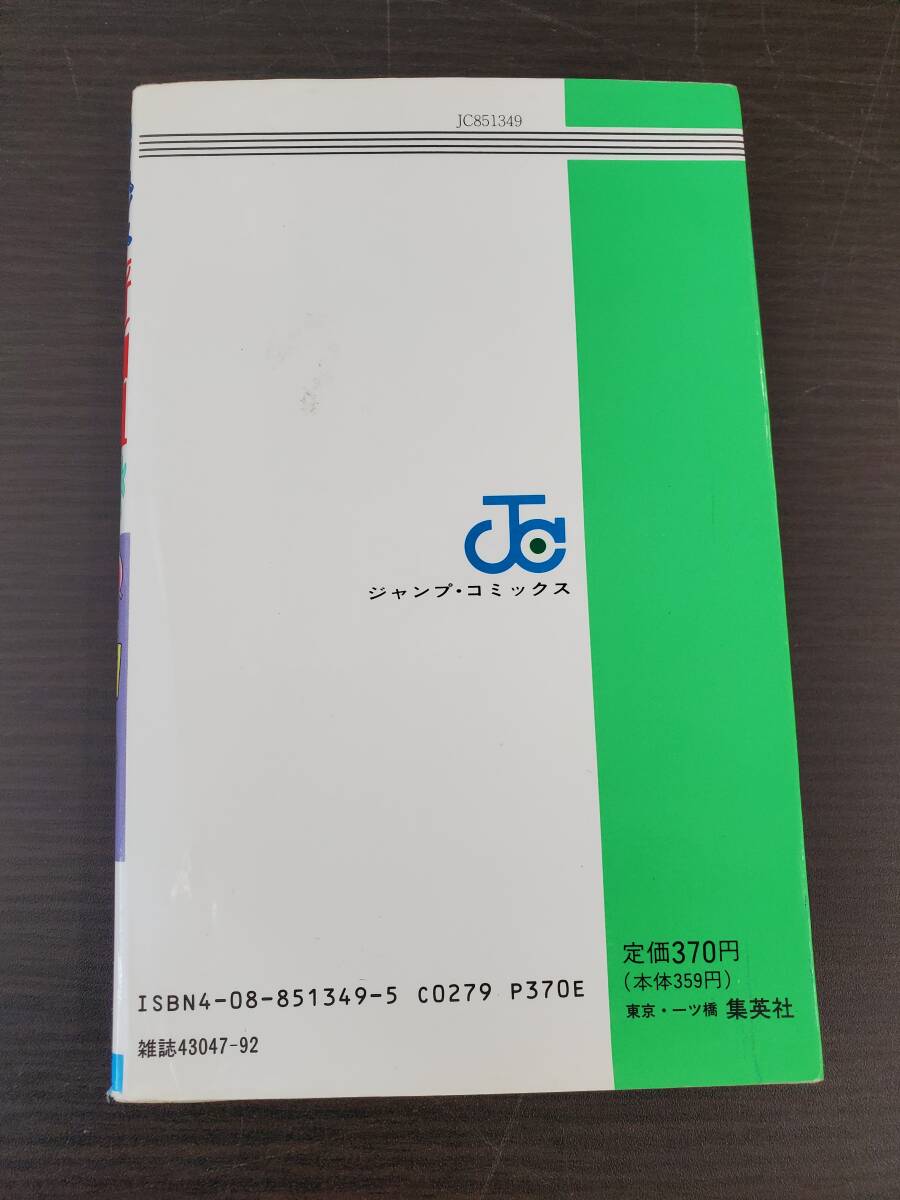 JC851349
JC
ジャンプ・コミックス
定価370円
(本体359円)
東京・一ツ橋 集英社
ISBN4-08-851349-5 C0279 P370E
雑誌43047-92